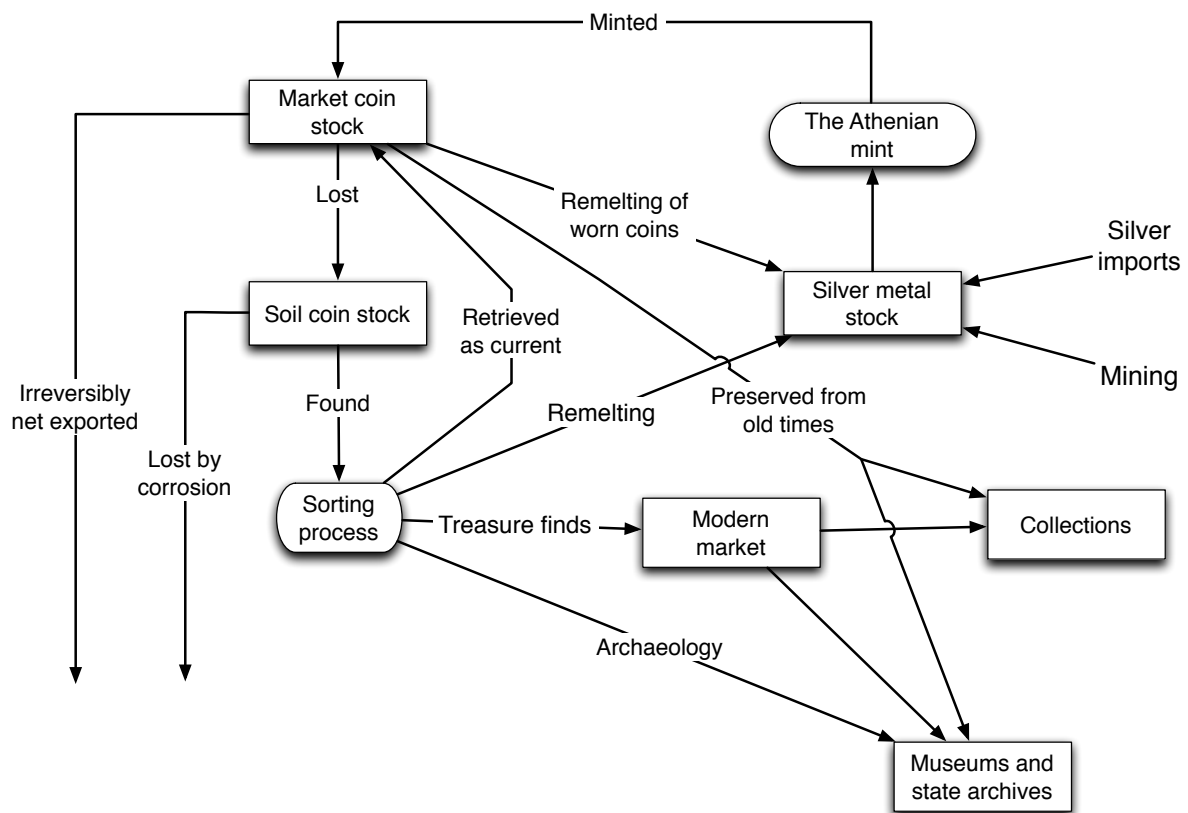 Minted
Market coin
stock
The Athenian
mint
Lost
Remelting of
worn coins
Silver
imports
Soil coin stock
Retrieved
as current
Silver metal
stock
Mining
Irreversibly
net exported
Found
Remelting
Preserved from
old times
Lost by
corrosion
Sorting
process
Treasure finds
Modern
market
Collections
Archaeology
Museums and
state archives